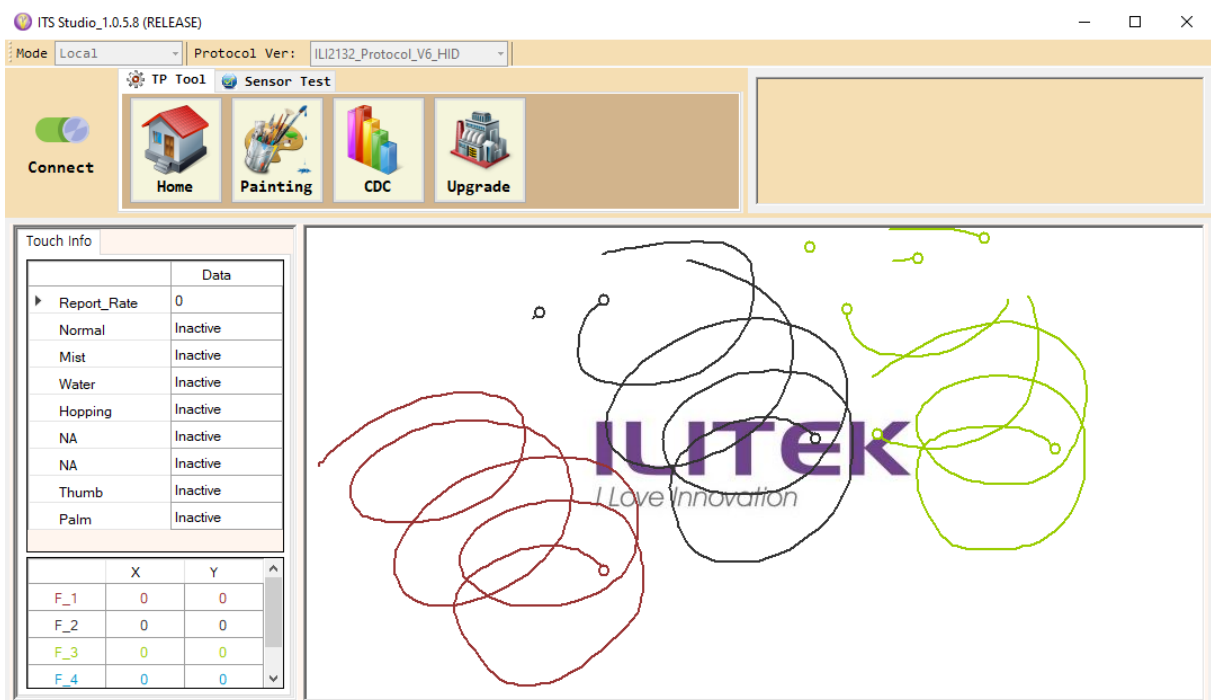 ITS Studio_1.0.5.8 (RELEASE)
Mode Local Protocol Ver: ILI2132_Protocol_V6_HID
TP Tool Sensor Test
Connect
Home Painting CDC Upgrade
Touch Info
Data
Report_Rate 0
Normal Inactive
Mist Inactive
Water Inactive
Hopping Inactive
NA Inactive
NA Inactive
Thumb Inactive
Palm Inactive
X Y
F_1 0 0
F_2 0 0
F_3 0 0
F_4 0 0
ILITEK
I Love Innovation